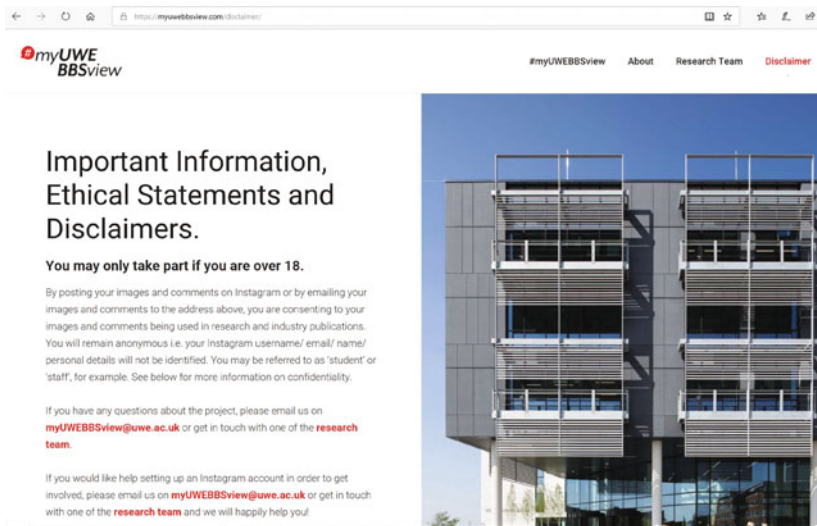 https://myuwebbsview.com/disclaimer/
#myUWE
BBSview
#myUWEBBSview About Research Team Disclaimer
Important Information,
Ethical Statements and
Disclaimers.
You may only take part if you are over 18.
By posting your images and comments on Instagram or by emailing your
images and comments to the address above, you are consenting to your
images and comments being used in research and industry publications.
You will remain anonymous i.e. your Instagram username/ email/ name/
personal details will not be identified. You may be referred to as 'student' or
'staff', for example. See below for more information on confidentiality.
If you have any questions about the project, please email us on
myUWEBBSview@uwe.ac.uk or get in touch with one of the research
team.
If you would like help setting up an Instagram account in order to get
involved, please email us on myUWEBBSview@uwe.ac.uk or get in touch
with one of the research team and we will happily help you!